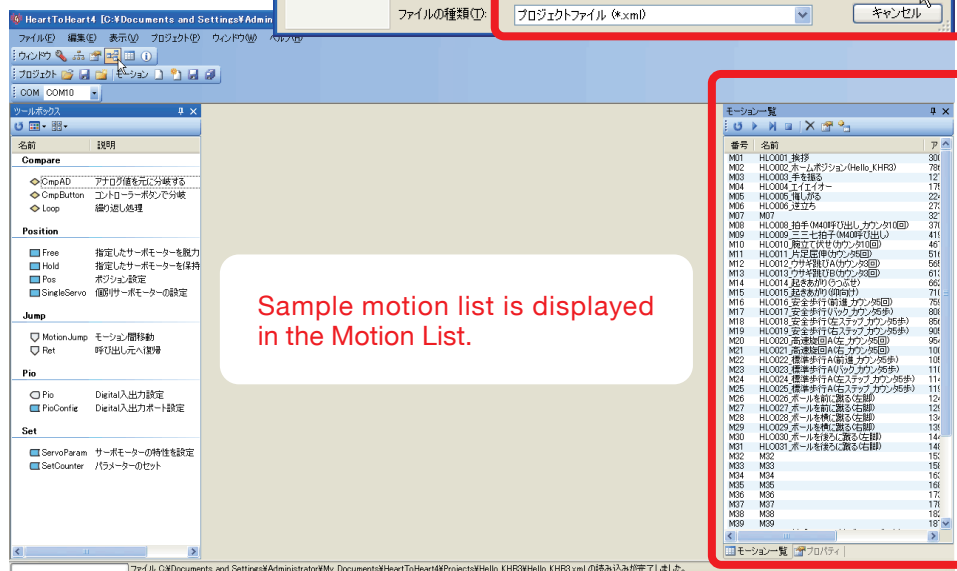 ファイルの種類(T): プロジェクトファイル (*.xml) キャンセル
HeartToHeart4 [C:¥Documents and Settings¥Admin
ファイル(F) 編集(E) 表示(V) プロジェクト(P) ウィンドウ(W) ヘルプ(H)
ウィンドウ
プロジェクト モーション
COM COM10
ツールボックス
名前 説明
Compare
CmpAD アナログ値を元に分岐する
CmpButton コントローラーボタンで分岐
Loop 繰り返し処理
Position
Free 指定したサーボモーターを脱力
Hold 指定したサーボモーターを保持
Pos ポジション設定
SingleServo 個別サーボモーターの設定
Jump
MotionJump モーション間移動
Ret 呼び出し元へ復帰
Pio
Pio Digital入出力設定
PioConfig Digital入出力ポート設定
Set
ServoParam サーボモーターの特性を設定
SetCounter パラメーターのセット
Sample motion list is displayed
in the Motion List.
モーション一覧
番号 名前 ア
M01 HLO001_挨拶
M02 HLO002_ホームポジション(Hello_KHR3)
M03 HLO003_手を振る
M04 HLO004_エイエイオー
M05 HLO005_悔しがる
M06 HLO006_逆立ち
M07 M07
M08 HLO008_拍手(M40呼び出し_カウンタ10回)
M09 HLO009_三三七拍子(M40呼び出し)
M10 HLO010_腕立て伏せ(カウンタ10回)
M11 HLO011_片足屈伸(カウンタ5回)
M12 HLO012_ウサギ跳びA(カウンタ3回)
M13 HLO013_ウサギ跳びB(カウンタ3回)
M14 HLO014_起きあがり(うつぶせ)
M15 HLO015_起きあがり(仰向け)
M16 HLO016_安全歩行(前進_カウンタ5回)
M17 HLO017_安全歩行(バック_カウンタ5歩)
M18 HLO018_安全歩行(左ステップ_カウンタ5歩)
M19 HLO019_安全歩行(右ステップ_カウンタ5歩)
M20 HLO020_高速旋回A(左_カウンタ5回)
M21 HLO021_高速旋回A(右_カウンタ5回)
M22 HLO022_標準歩行A(前進_カウンタ5歩)
M23 HLO023_標準歩行A(バック_カウンタ5歩)
M24 HLO024_標準歩行A(左ステップ_カウンタ5歩)
M25 HLO025_標準歩行A(右ステップ_カウンタ5歩)
M26 HLO026_ボールを前に蹴る(左脚)
M27 HLO027_ボールを前に蹴る(右脚)
M28 HLO028_ボールを横に蹴る(左脚)
M29 HLO029_ボールを横に蹴る(右脚)
M30 HLO030_ボールを後ろに蹴る(左脚)
M31 HLO031_ボールを後ろに蹴る(右脚)
M32 M32
M33 M33
M34 M34
M35 M35
M36 M36
M37 M37
M38 M38
M39 M39
モーション一覧 プロパティ
ファイル C:¥Documents and Settings¥Administrator¥My Documents¥HeartToHeart4¥Projects¥Hello_KHR3¥Hello_KHR3.xml の読み込みが完了しました。